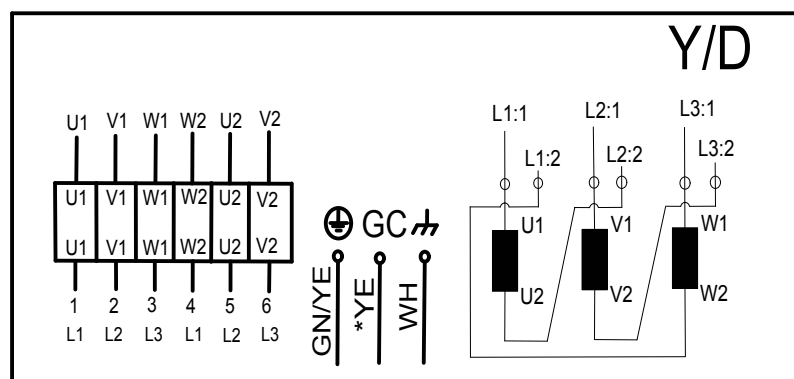 Y/D
U1 V1 W1 W2 U2 V2
U1 V1 W1 W2 U2 V2
U1 V1 W1 W2 U2 V2
1 2 3 4 5 6
L1 L2 L3 L1 L2 L3
GC
GN/YE
*YE
WH
L1:1 L2:1 L3:1
L1:2 L2:2 L3:2
U1 V1 W1
U2 V2 W2